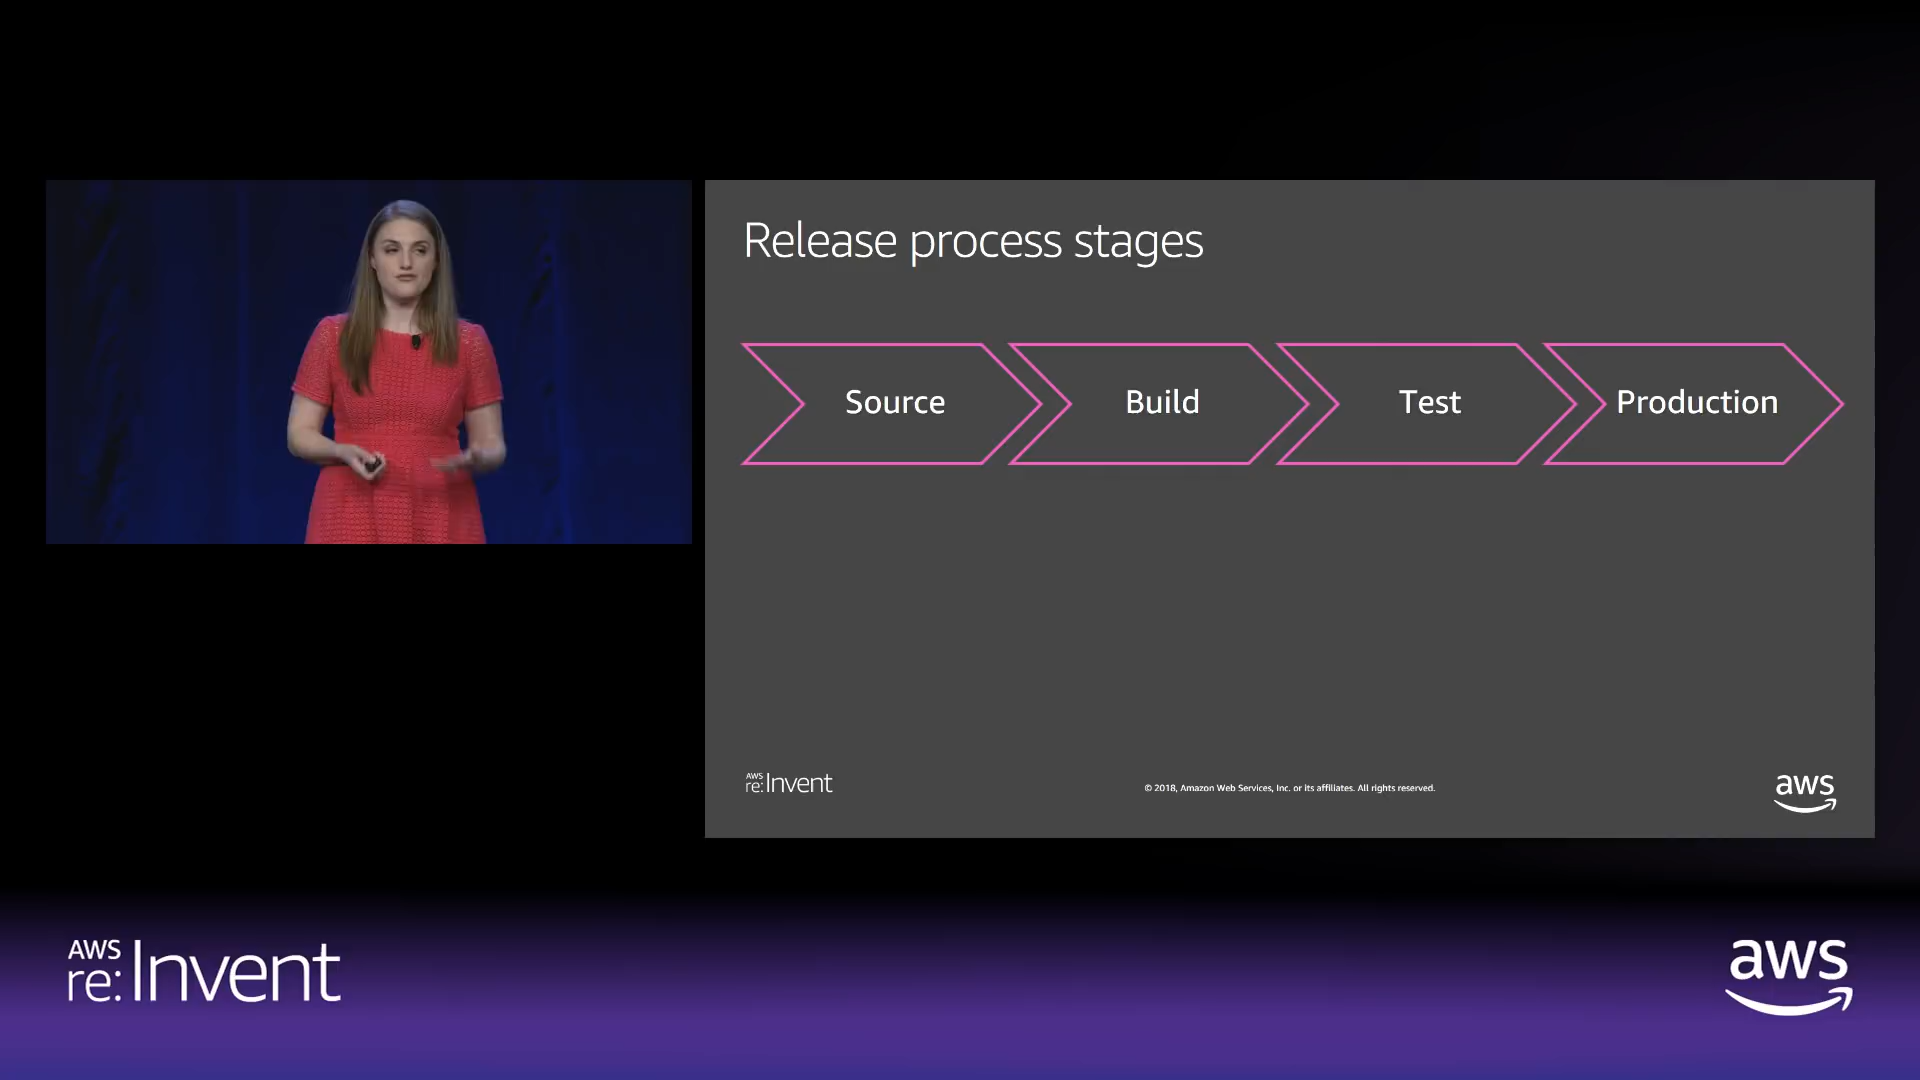 Release process stages
Source
Build
Test
Production
AWS
re:Invent
© 2018, Amazon Web Services, Inc. or its affiliates. All rights reserved.
aws
AWS
re:Invent
aws